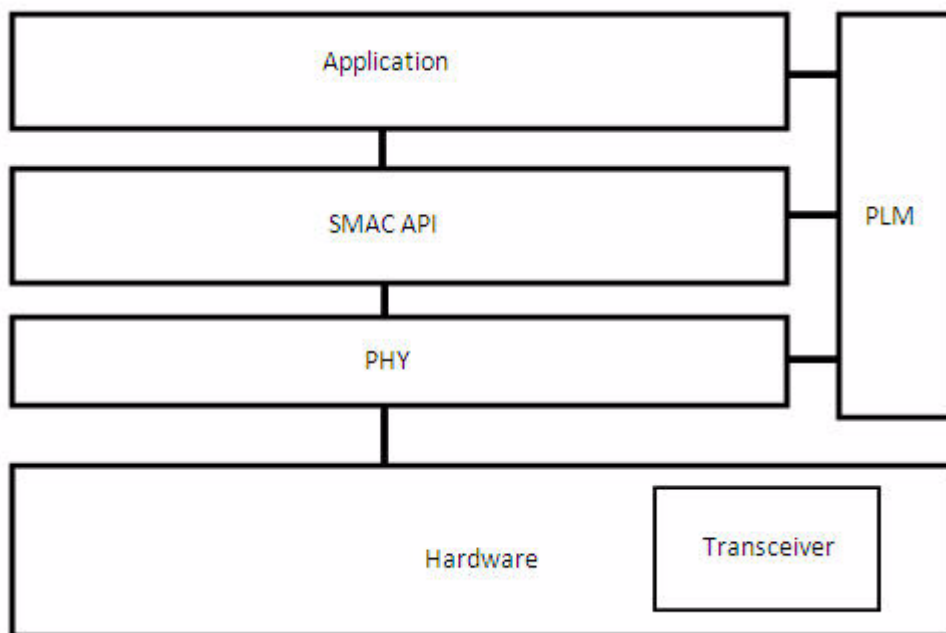 Application
SMAC API
PLM
PHY
Hardware
Transceiver